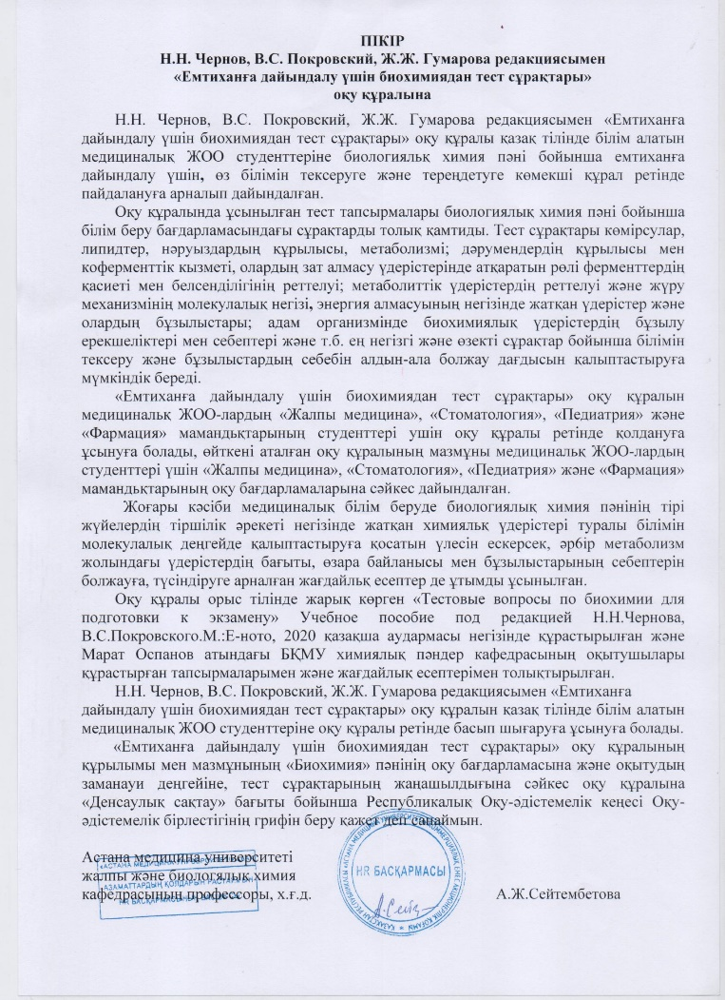 ПІКІР
Н.Н. Чернов, В.С. Покровский, Ж.Ж. Гумарова редакциясымен
«Емтиханға дайындалу үшін биохимиядан тест сұрақтары»
оқу құралына
Н.Н. Чернов, В.С. Покровский, Ж.Ж. Гумарова редакциясымен «Емтиханға
дайындалу үшін биохимиядан тест сұрақтары» оқу құралы қазақ тілінде білім алатын
медициналық ЖОО студенттеріне биологиялық химия пәні бойынша емтиханға
дайындалу үшін, өз білімін тексеруге және тереңдетуге көмекші құрал ретінде
пайдалануға арналып дайындалған.
Оқу құралында ұсынылған тест тапсырмалары биологиялық химия пәні бойынша
білім беру бағдарламасындағы сұрақтарды толық қамтиды. Тест сұрақтары көмірсулар,
липидтер, нәруыздардың құрылысы, метаболизмі; дәрумендердің құрылысы мен
коферменттік кызметі, олардың зат алмасу үдерістерінде атқаратын рөлі ферменттердің
қасиеті мен белсенділігінің реттелуі; метаболиттік үдерістердің реттелуі және жүру
механизмінің молекулалық негізі, энергия алмасуының негізінде жатқан үдерістер және
олардың бұзылыстары; адам организмінде биохимиялық үдерістердің бұзылу
ерекшеліктері мен себептері және т.б. ең негізгі және өзекті сұрақтар бойынша білімін
тексеру және бұзылыстардың себебін алдын-ала болжау дағдысын қалыптастыруға
мүмкіндік береді.
«Емтиханға дайындалу үшін биохимиядан тест сұрақтары» оқу құралын
медициналық ЖОО-лардың «Жалпы медицина», «Стоматология», «Педиатрия» және
«Фармация» мамандықтарының студенттері ушін оқу құралы ретінде қолдануға
ұсынуға болады, өйткені аталған оқу құралының мазмұны медициналық ЖОО-лардың
студенттері үшін «Жалпы медицина», «Стоматология», «Педиатрия» және «Фармация»
мамандықтарының оқу бағдарламаларына сәйкес дайындалған.
Жоғары кәсіби медициналық білім беруде биологиялық химия пәнінің тірі
жүйелердің тіршілік әрекеті негізінде жатқан химиялық үдерістері туралы білімін
молекулалық деңгейде қалыптастыруға қосатын үлесін ескерсек, әрбір метаболизм
жолындағы үдерістердің бағыты, өзара байланысы мен бұзылыстарының себептерін
болжауға, түсіндіруге арналған жағдайлық есептер де ұтымды ұсынылған.
Оқу құралы орыс тілінде жарық көрген «Тестовые вопросы по биохимии для
подготовки к экзамену» Учебное пособие под редакцией Н.Н.Чернова,
В.С.Покровского.М.:Е-ното, 2020 қазақша аудармасы негізінде құрастырылған және
Марат Оспанов атындағы БҚМУ химиялық пәндер кафедрасының оқытушылары
құрастырған тапсырмаларымен және жағдайлық есептерімен толықтырылған.
Н.Н. Чернов, В.С. Покровский, Ж.Ж. Гумарова редакциясымен «Емтиханға
дайындалу үшін биохимиядан тест сұрақтары» оқу құралын қазақ тілінде білім алатын
медициналық ЖОО студенттеріне оқу құралы ретінде басып шығаруға ұсынуға болады.
«Емтиханға дайындалу үшін биохимиядан тест сұрақтары» оқу құралының
құрылымы мен мазмұнының «Биохимия» пәнінің оқу бағдарламасына және оқытудың
заманауи деңгейіне, тест сұрақтарының жаңашылдығына сәйкес оқу құралына
«Денсаулық сақтау» бағыты бойынша Республикалық Оқу-әдістемелік кеңесі Оқу-
әдістемелік бірлестігінің грифін беру қажет деп санаймын.
Астана медицина университеті
жалпы және биологялық химия
кафедрасының профессоры, х.ғ.д.
А.Ж.Сейтембетова
HR БАСҚАРМАСЫ